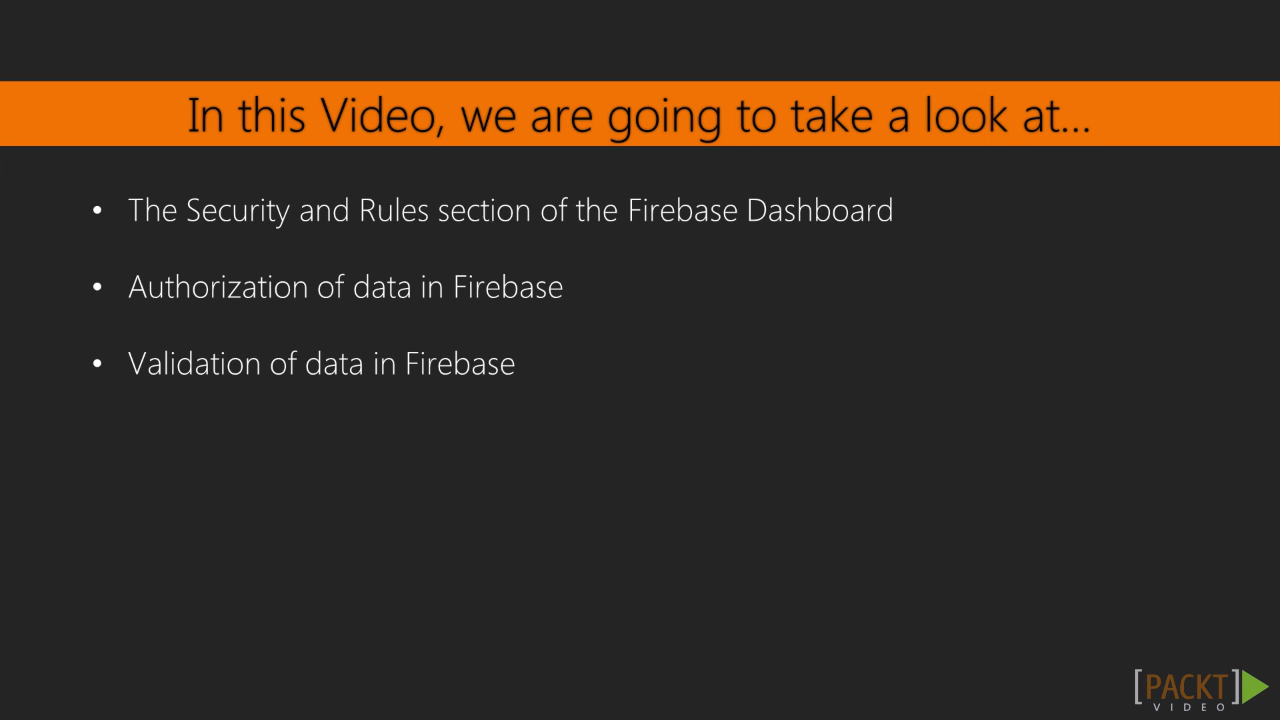 In this Video, we are going to take a look at...
• The Security and Rules section of the Firebase Dashboard
• Authorization of data in Firebase
• Validation of data in Firebase
[PACKT]
VIDEO